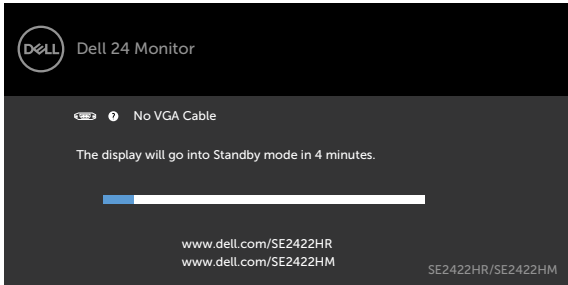 DELL
Dell 24 Monitor
? No VGA Cable
The display will go into Standby mode in 4 minutes.
www.dell.com/SE2422HR
www.dell.com/SE2422HM
SE2422HR/SE2422HM